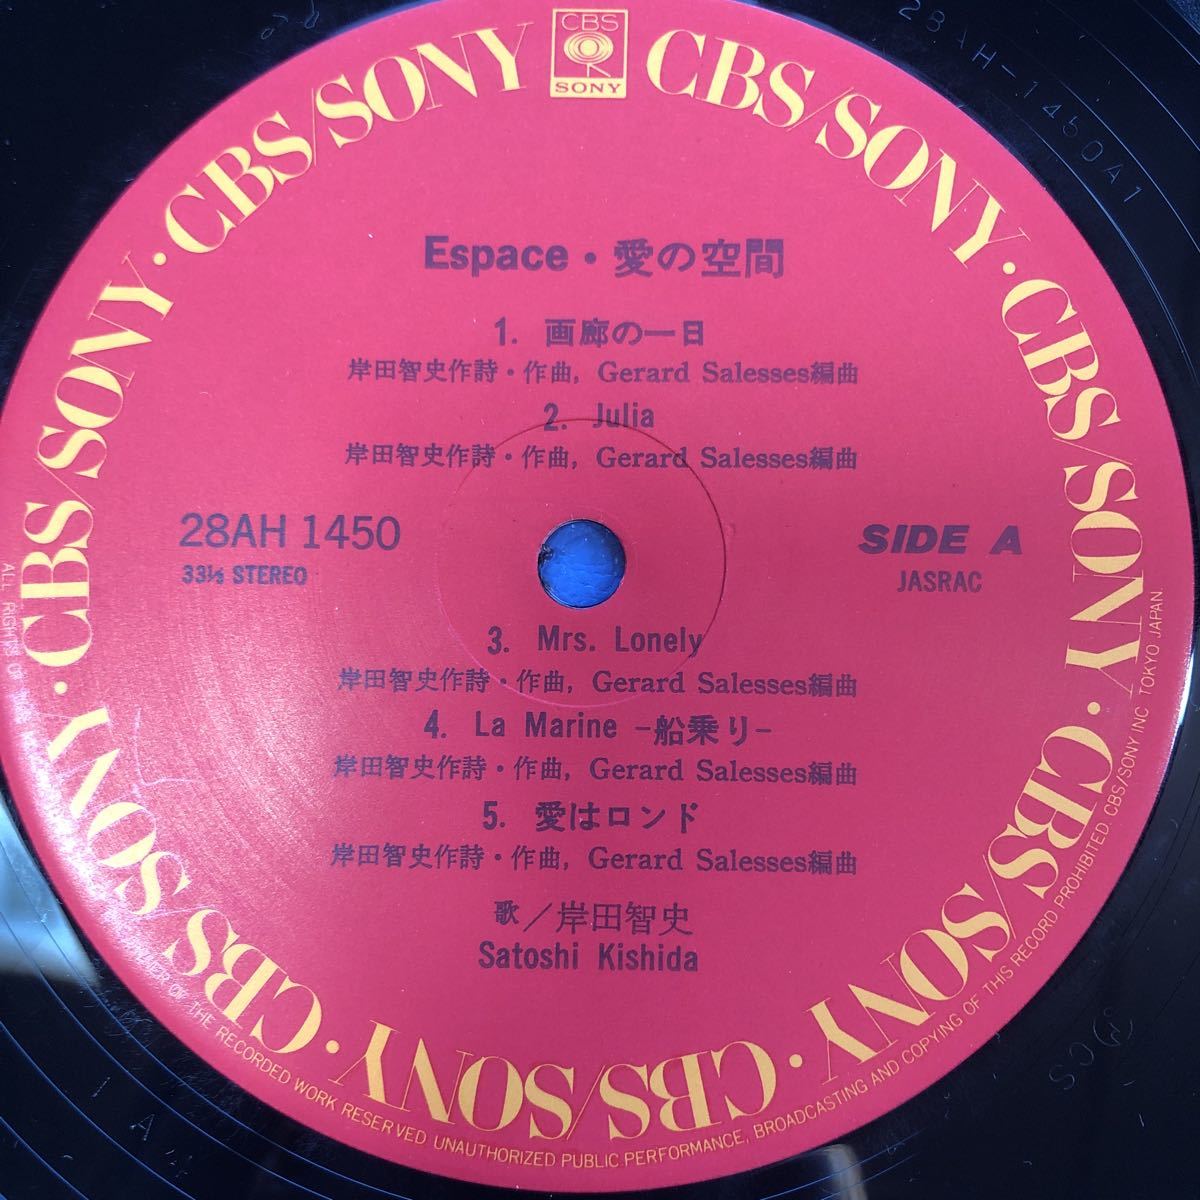 CBS
SONY
CBS/SONY · CBS/SONY · CBS/SONY · CBS/SONY · CBS/SONY · CBS/SONY · CBS/SONY · CBS/SONY
28AH-1450A1
Espace・愛の空間
1. 画廊の一日
岸田智史作詩・作曲, Gerard Salesses編曲
2. Julia
岸田智史作詩・作曲, Gerard Salesses編曲
28AH 1450
33⅓ STEREO
SIDE A
JASRAC
3. Mrs. Lonely
岸田智史作詩・作曲, Gerard Salesses編曲
4. La Marine -船乗り-
岸田智史作詩・作曲, Gerard Salesses編曲
5. 愛はロンド
岸田智史作詩・作曲, Gerard Salesses編曲
歌／岸田智史
Satoshi Kishida
ALL RIGHTS OF THE RECORDED WORK RESERVED UNAUTHORIZED PUBLIC PERFORMANCE, BROADCASTING AND COPYING OF THIS RECORD PROHIBITED. CBS/SONY INC. TOKYO JAPAN.
CS
A